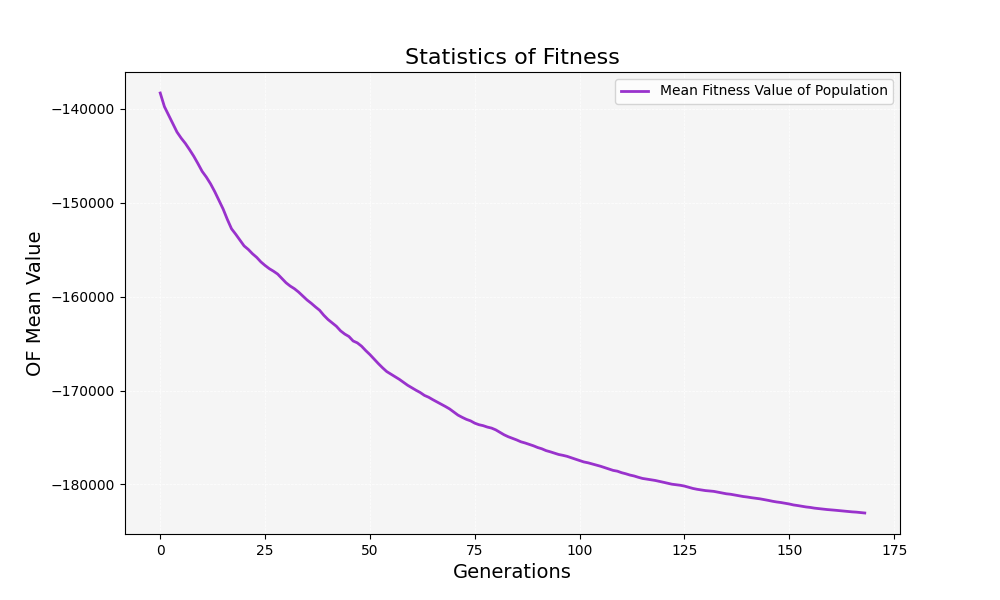 Statistics of Fitness
Mean Fitness Value of Population
OF Mean Value
−140000
−150000
−160000
−170000
−180000
0 25 50 75 100 125 150 175
Generations